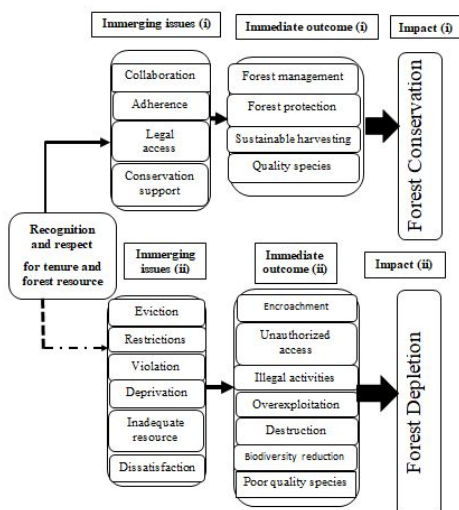 Immerging issues (i)
Immediate outcome (i)
Impact (i)
Collaboration
Adherence
Legal
access
Conservation
support
Forest management
Forest protection
Sustainable harvesting
Quality species
Forest Conservation
Recognition
and respect
for tenure and
forest resource
Immerging
issues (ii)
Immediate
outcome (ii)
Impact (ii)
Eviction
Restrictions
Violation
Deprivation
Inadequate
resource
Dissatisfaction
Encroachment
Unauthorized
access
Illegal activities
Overexploitation
Destruction
Biodiversity reduction
Poor quality species
Forest Depletion